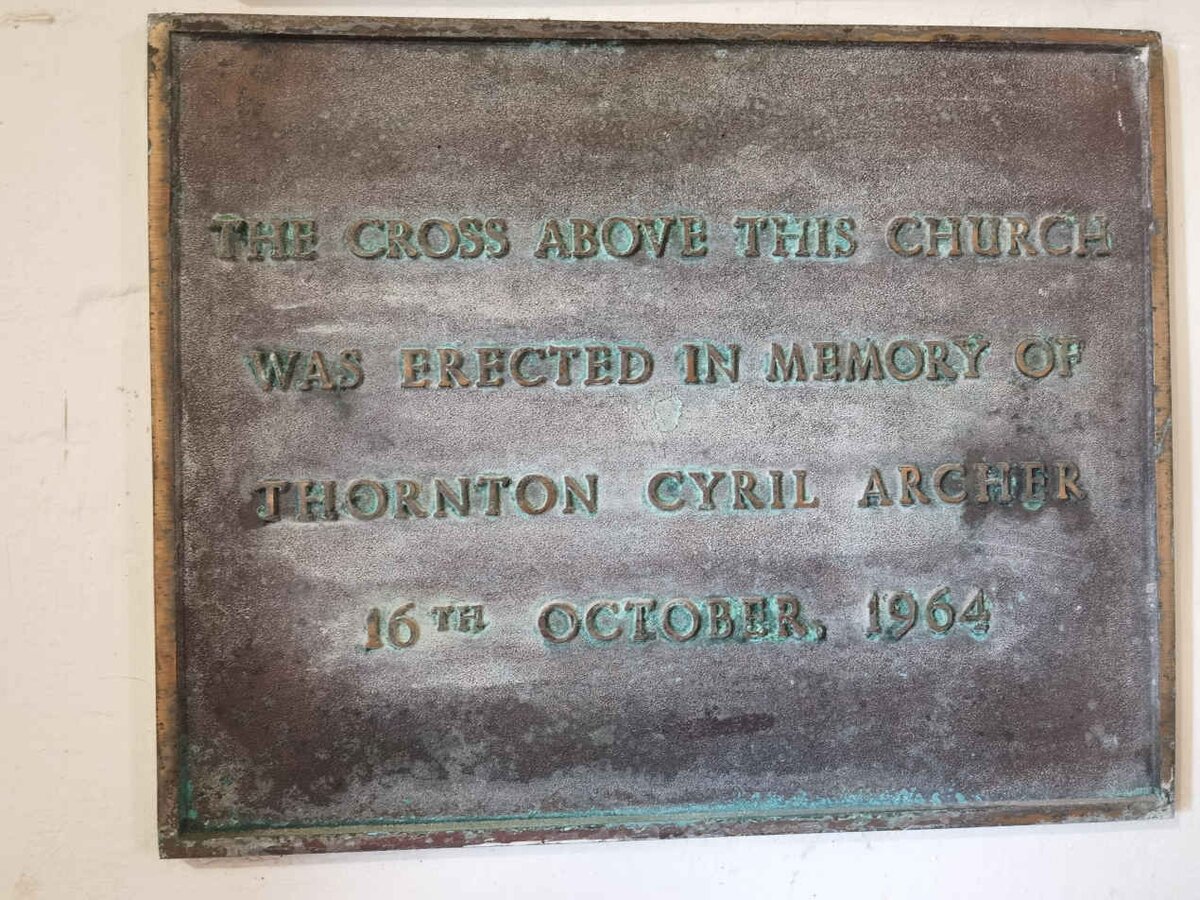 THE CROSS ABOVE THIS CHURCH
WAS ERECTED IN MEMORY OF
THORNTON CYRIL ARCHER
16TH OCTOBER, 1964